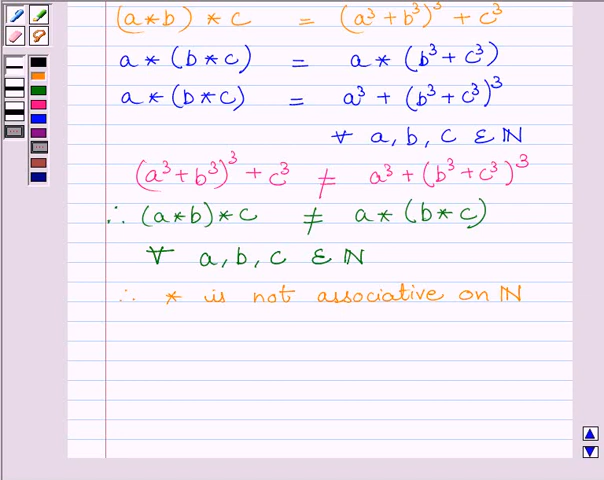 (a * b) * c = (a³ + b³)³ + c³
a * (b * c) = a * (b³ + c³)
a * (b * c) = a³ + (b³ + c³)³
∀ a, b, c ε ℕ
(a³ + b³)³ + c³ ≠ a³ + (b³ + c³)³
∴ (a * b) * c ≠ a * (b * c)
∀ a, b, c ε ℕ
∴ * is not associative on ℕ